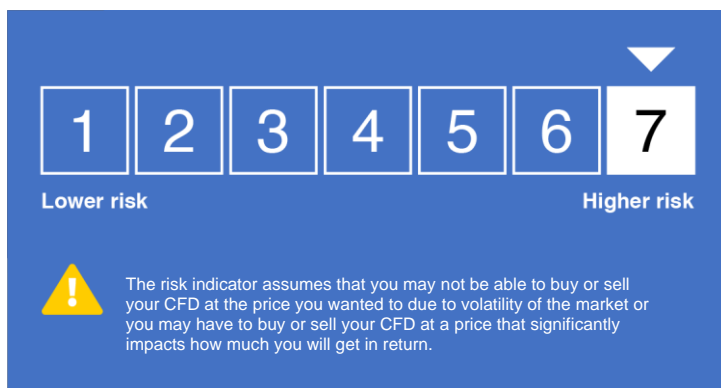 1 2 3 4 5 6 7
Lower risk Higher risk
The risk indicator assumes that you may not be able to buy or sell
your CFD at the price you wanted to due to volatility of the market or
you may have to buy or sell your CFD at a price that significantly
impacts how much you will get in return.